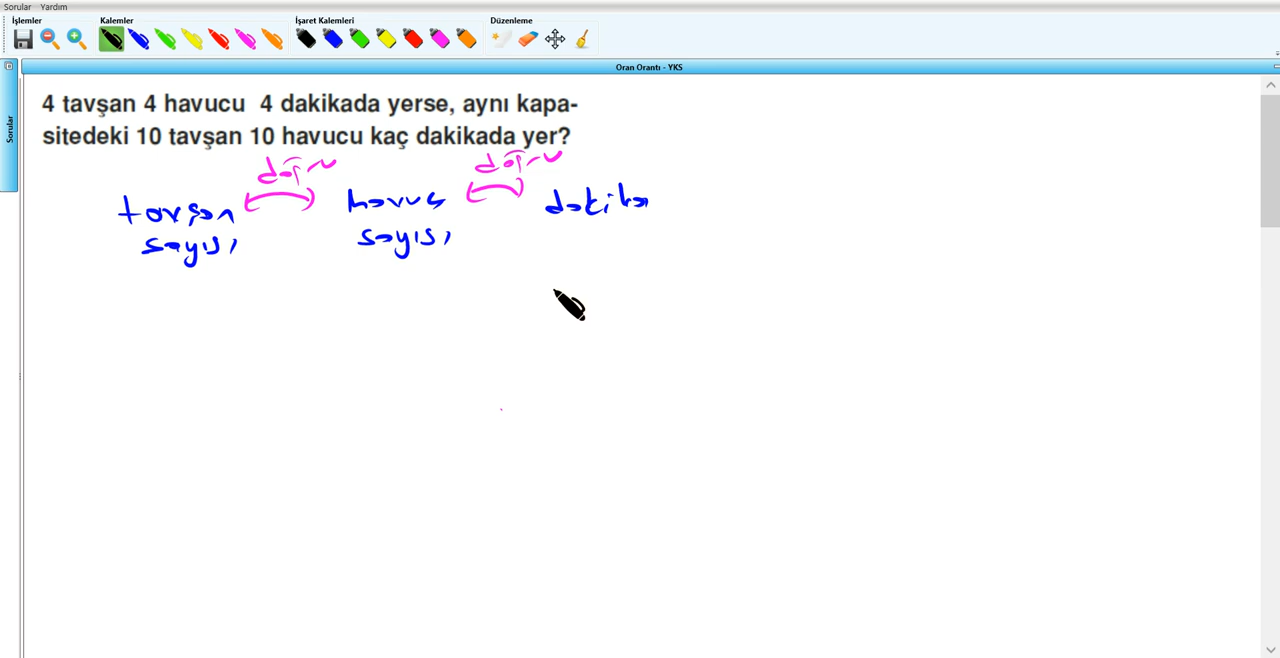 Sorular Yardım
İşlemler Kalemler İşaret Kalemleri Düzenleme
Oran Orantı - YKS
Sorular
4 tavşan 4 havucu 4 dakikada yerse, aynı kapa-
sitedeki 10 tavşan 10 havucu kaç dakikada yer?
doğru doğru
tavşan havuç dakika
sayısı sayısı